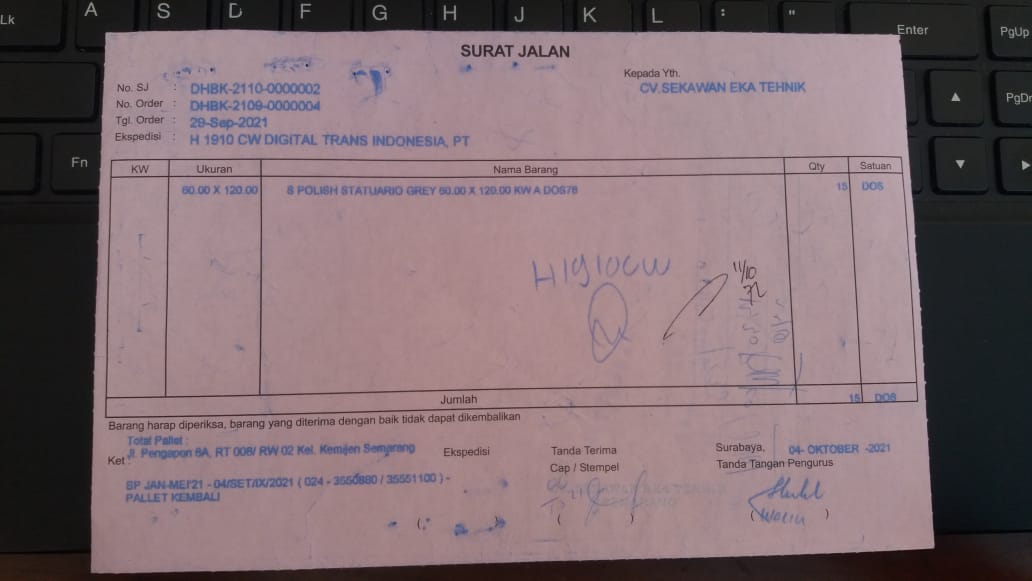 Lk A S D F G H J K L : " Enter PgUp
Fn PgDn
SURAT JALAN
Kepada Yth.
CV.SEKAWAN EKA TEHNIK
No. SJ : DHBK-2110-0000002
No. Order : DHBK-2109-0000004
Tgl. Order : 28-Sep-2021
Ekspedisi : H 1910 CW DIGITAL TRANS INDONESIA, PT
KW Ukuran Nama Barang Qty Satuan
60.00 X 120.00 S POLISH STATUARIO GREY 60.00 X 120.00 KW A DOS76 15 DOS
H1910CW
11/10
Jumlah 15 DOS
Barang harap diperiksa, barang yang diterima dengan baik tidak dapat dikembalikan
Total Pallet :
Ket : Jl. Pengapon 6A, RT 006/ RW 02 Kel. Kemijen Semarang
BP JAN-MEI'21 - 04/SET/IX/2021 ( 024 - 3550880 / 35551100 ) -
PALLET KEMBALI
Ekspedisi
Tanda Terima
Cap / Stempel
Surabaya, 04- OKTOBER -2021
Tanda Tangan Pengurus